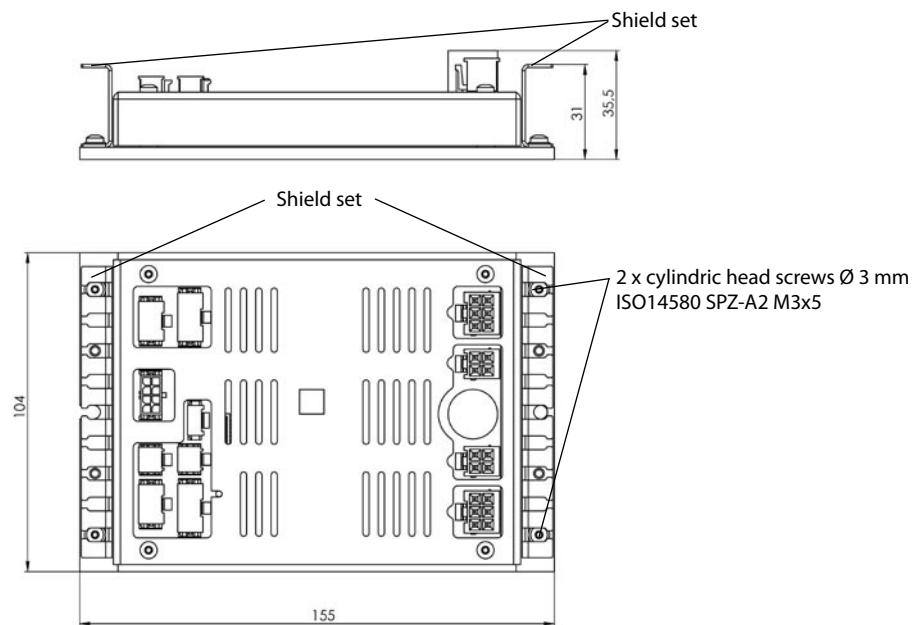 Shield set
31
35,5
Shield set
2 x cylindric head screws Ø 3 mm
ISO14580 SPZ-A2 M3x5
104
155